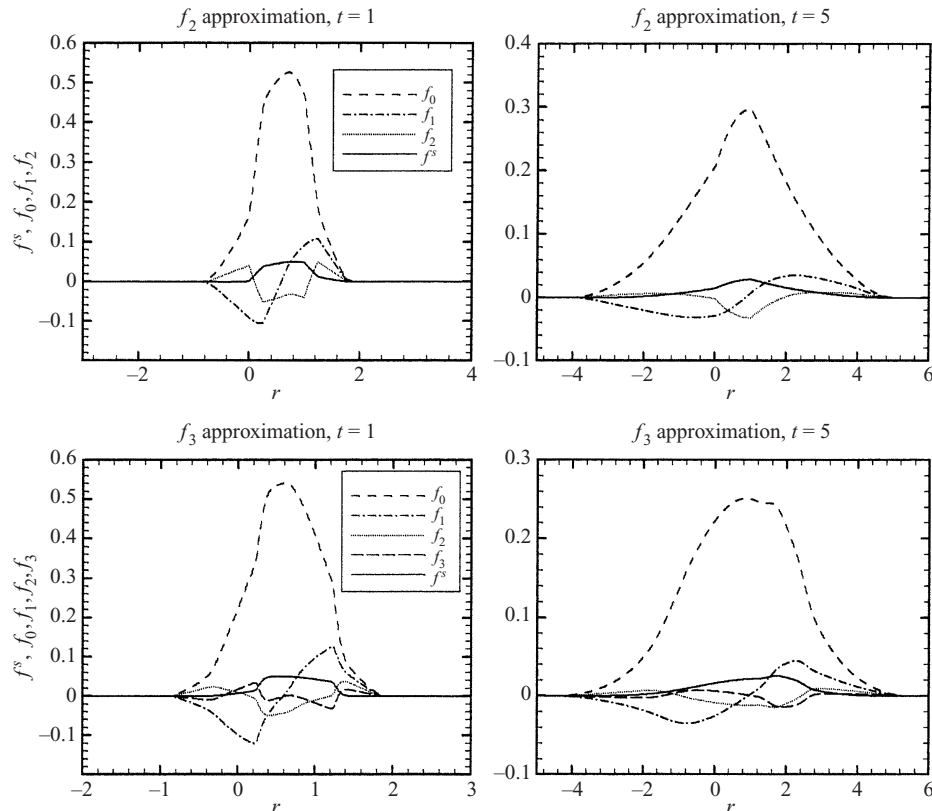 f₂ approximation, t = 1
0.6
0.5
0.4
0.3
0.2
0.1
0
–0.1
fˢ, f₀, f₁, f₂
f₀
f₁
f₂
fˢ
–2 0 2 4
r
f₂ approximation, t = 5
0.4
0.3
0.2
0.1
0
–0.1
–4 –2 0 2 4 6
r
f₃ approximation, t = 1
0.6
0.5
0.4
0.3
0.2
0.1
0
–0.1
fˢ, f₀, f₁, f₂, f₃
f₀
f₁
f₂
f₃
fˢ
–2 –1 0 1 2 3
r
f₃ approximation, t = 5
0.3
0.2
0.1
0
–0.1
–4 –2 0 2 4 6
r